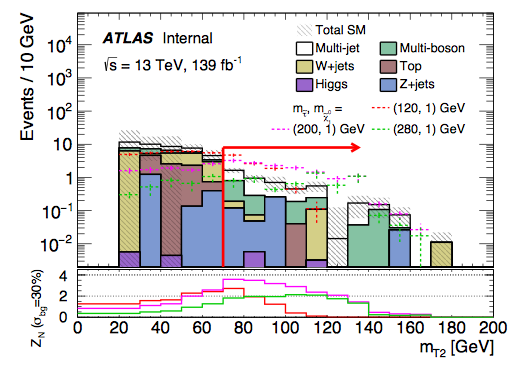 Events / 10 GeV
10⁴
10³
10²
10
1
10⁻¹
10⁻²
ATLAS Internal
√s = 13 TeV, 139 fb⁻¹
Total SM
Multi-jet
Multi-boson
W+jets
Top
Higgs
Z+jets
m_τ̃, m_χ̃⁰₁ =
(120, 1) GeV
(200, 1) GeV
(280, 1) GeV
Z_N (σ_bg=30%)
4
2
0
0 20 40 60 80 100 120 140 160 180 200
m_T2 [GeV]